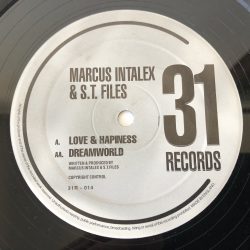 MARCUS INTALEX
& S.T. FILES
31
RECORDS
A. LOVE & HAPINESS
AA. DREAMWORLD
WRITTEN & PRODUCED BY
MARCUS INTALEX & S.T.FILES
COPYRIGHT CONTROL
31R - 014